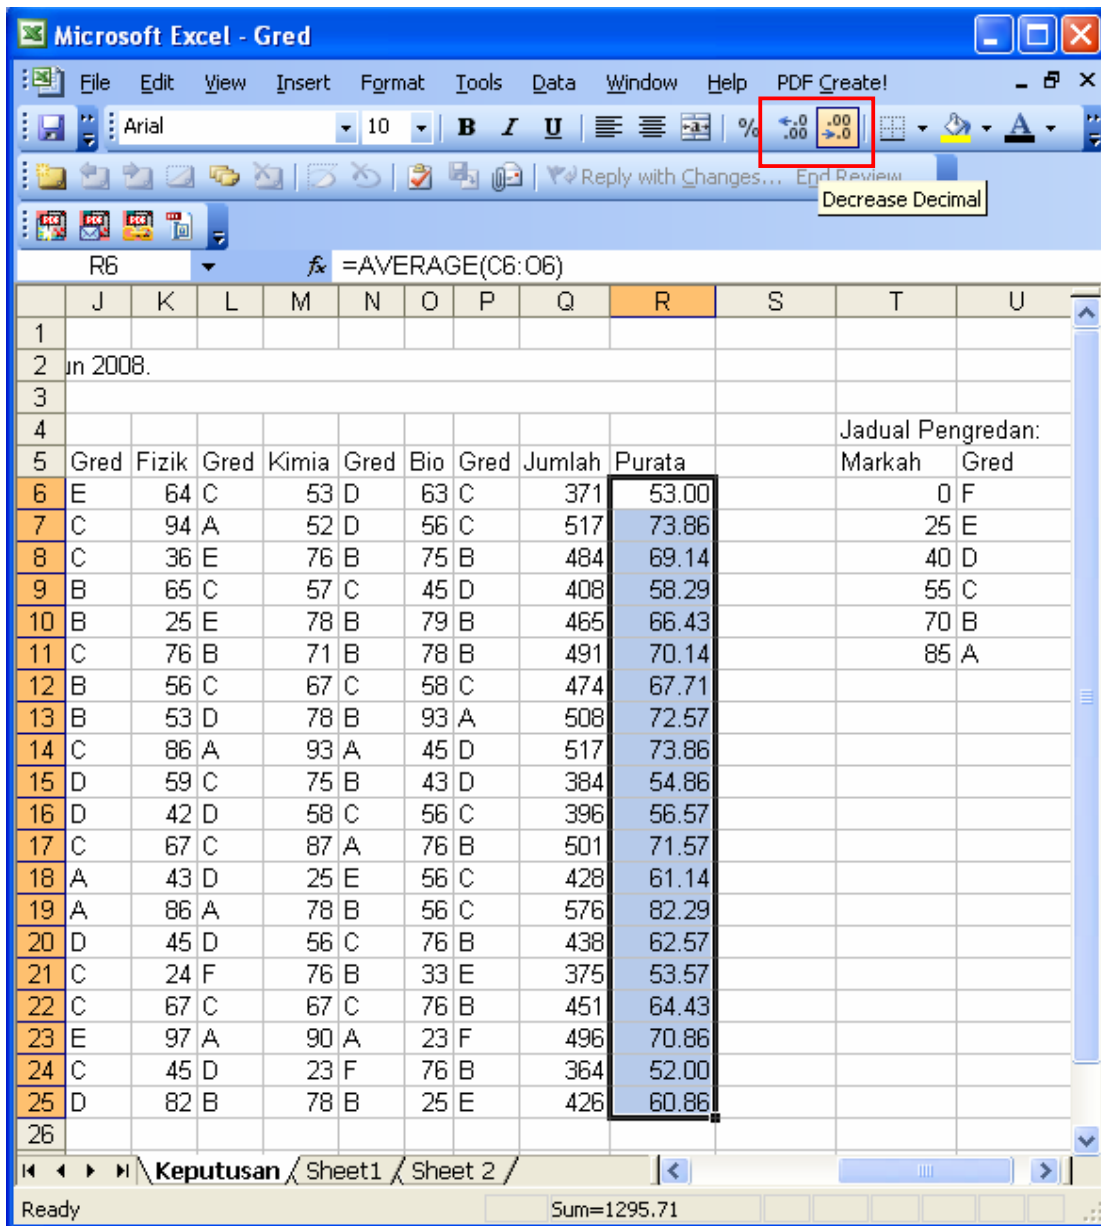 Microsoft Excel - Gred
File Edit View Insert Format Tools Data Window Help PDF Create!
Arial 10 B I U %
Reply with Changes... End Review...
Decrease Decimal
R6 fx =AVERAGE(C6:O6)
J K L M N O P Q R S T U
1
2 un 2008.
3
4 Jadual Pengredan:
5 Gred Fizik Gred Kimia Gred Bio Gred Jumlah Purata Markah Gred
6 E 64 C 53 D 63 C 371 53.00 0 F
7 C 94 A 52 D 56 C 517 73.86 25 E
8 C 36 E 76 B 75 B 484 69.14 40 D
9 B 65 C 57 C 45 D 408 58.29 55 C
10 B 25 E 78 B 79 B 465 66.43 70 B
11 C 76 B 71 B 78 B 491 70.14 85 A
12 B 56 C 67 C 58 C 474 67.71
13 B 53 D 78 B 93 A 508 72.57
14 C 86 A 93 A 45 D 517 73.86
15 D 59 C 75 B 43 D 384 54.86
16 D 42 D 58 C 56 C 396 56.57
17 C 67 C 87 A 76 B 501 71.57
18 A 43 D 25 E 56 C 428 61.14
19 A 86 A 78 B 56 C 576 82.29
20 D 45 D 56 C 76 B 438 62.57
21 C 24 F 76 B 33 E 375 53.57
22 C 67 C 67 C 76 B 451 64.43
23 E 97 A 90 A 23 F 496 70.86
24 C 45 D 23 F 76 B 364 52.00
25 D 82 B 78 B 25 E 426 60.86
26
Keputusan Sheet1 Sheet 2
Ready Sum=1295.71